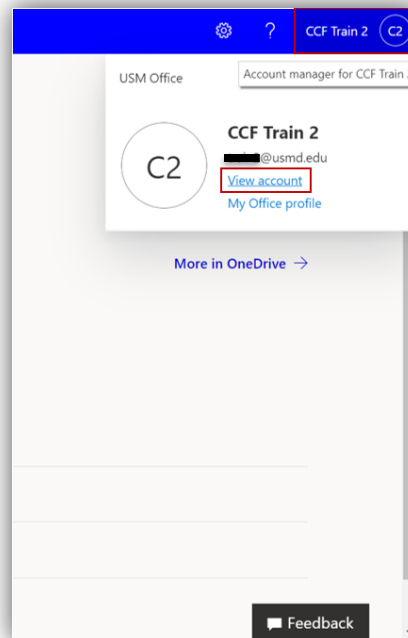 ? CCF Train 2 C2
USM Office
Account manager for CCF Train
C2
CCF Train 2
@usmd.edu
View account
My Office profile
More in OneDrive →
Feedback